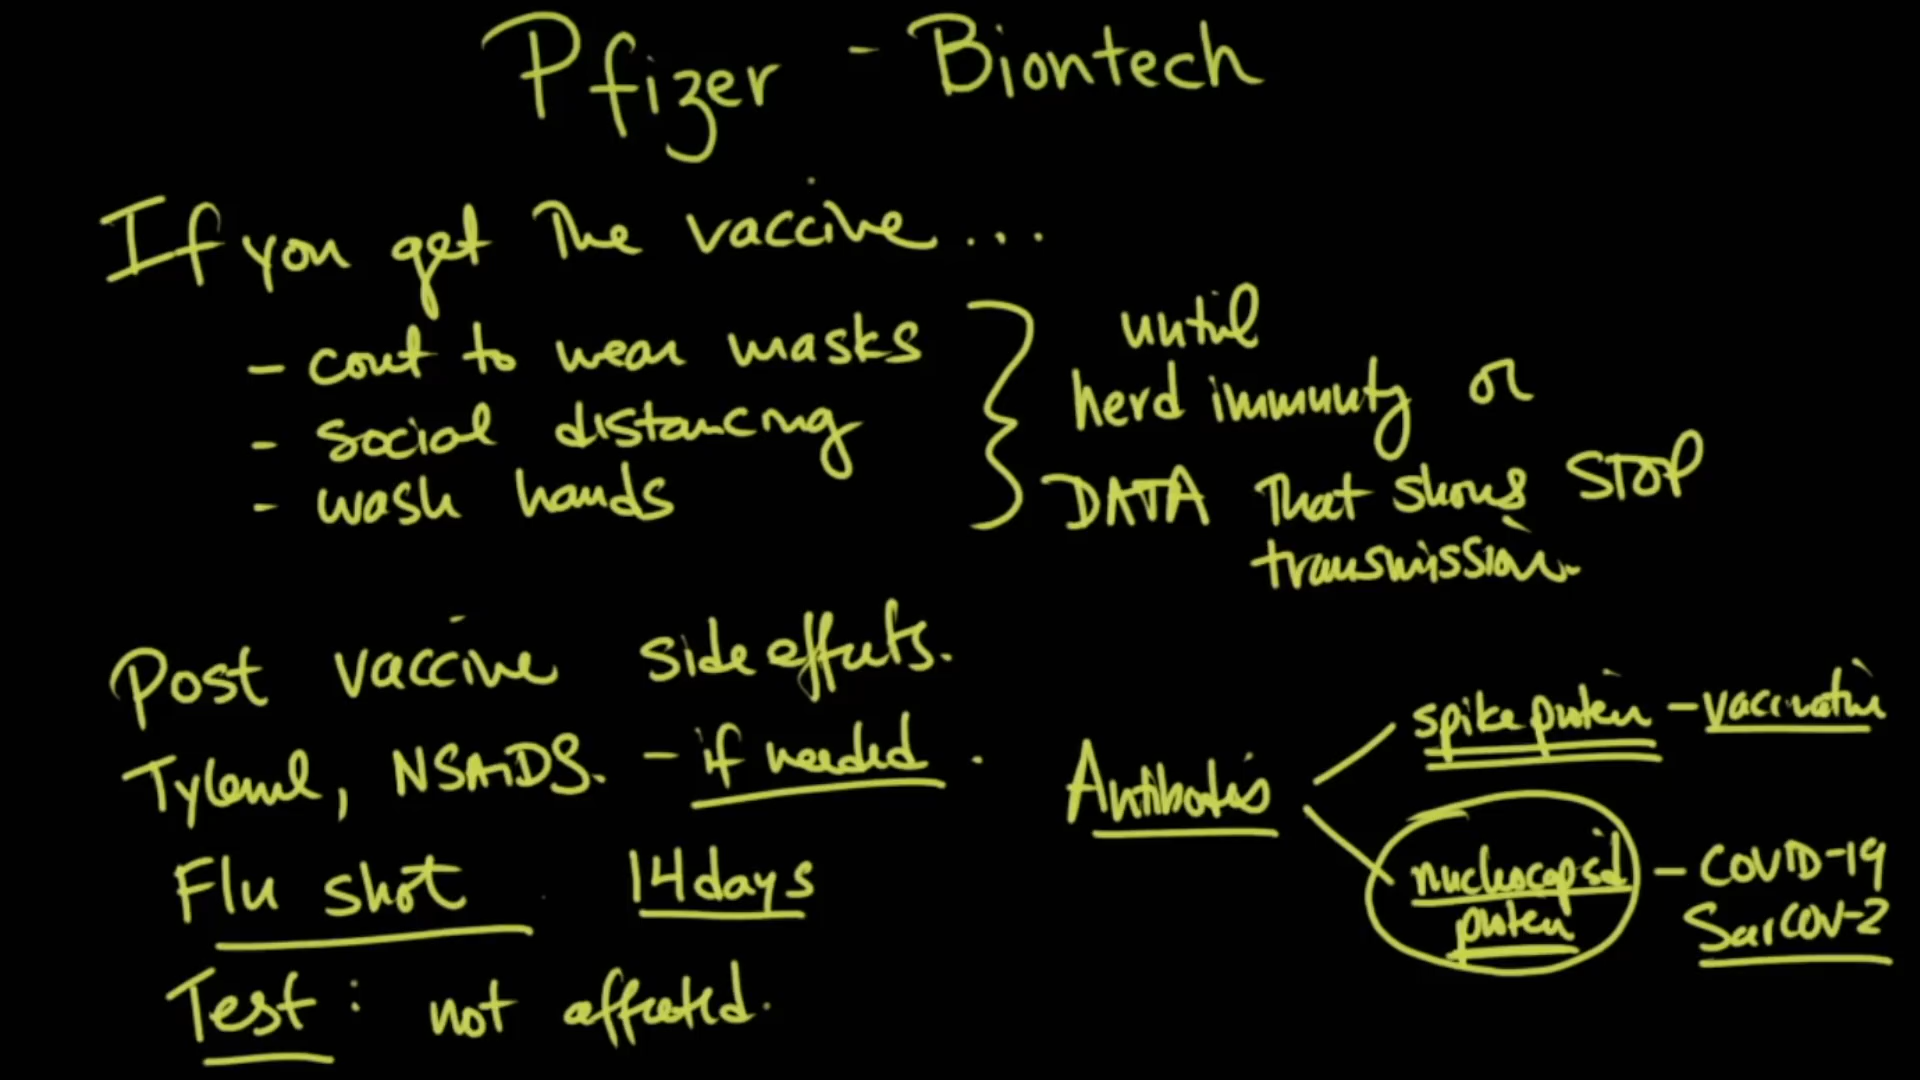 Pfizer - Biontech
If you get The vaccine...
- cont to wear masks
- social distancing
- wash hands
until
herd immunity or
DATA That shows STOP
transmission.
Post vaccine side effects.
Tylenol, NSAIDS. - if needed.
Flu shot 14 days
Test: not affected.
Antibodies
spike protein - vaccination
nucleocapsid protein - COVID-19
SarCOV-2